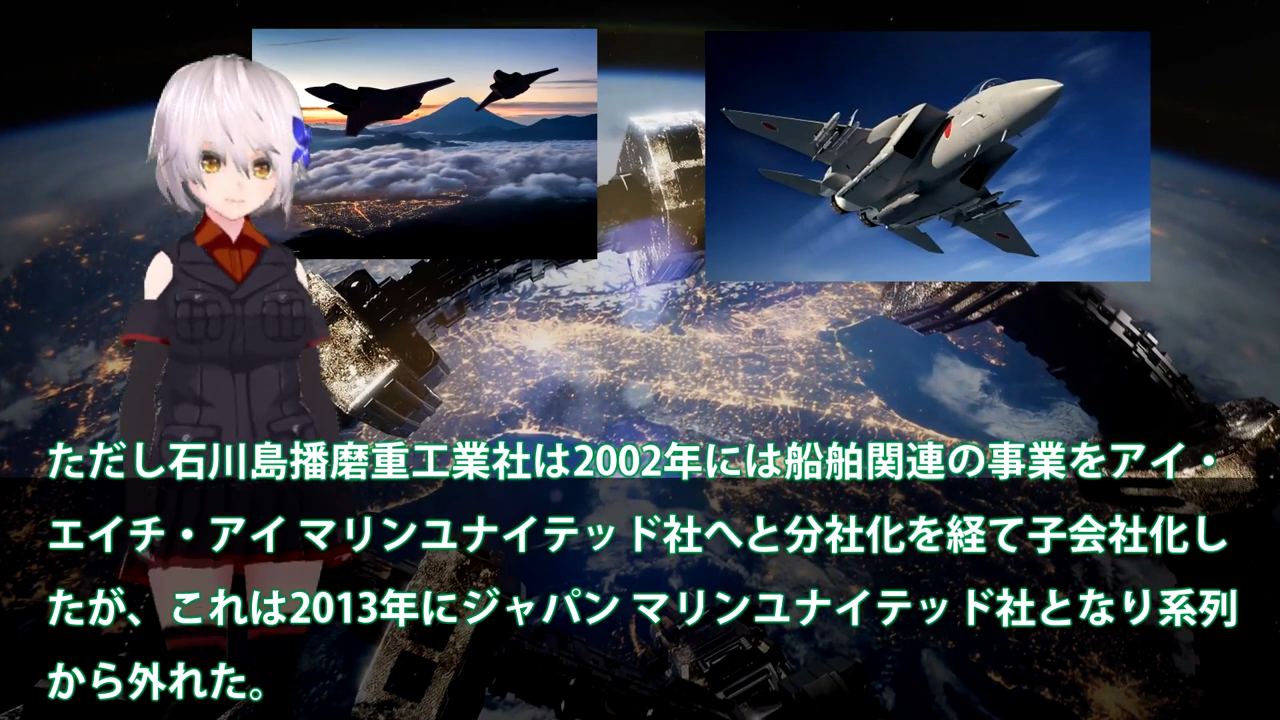 ただし石川島播磨重工業社は2002年には船舶関連の事業をアイ・
エイチ・アイ マリンユナイテッド社へと分社化を経て子会社化し
たが、これは2013年にジャパン マリンユナイテッド社となり系列
から外れた。